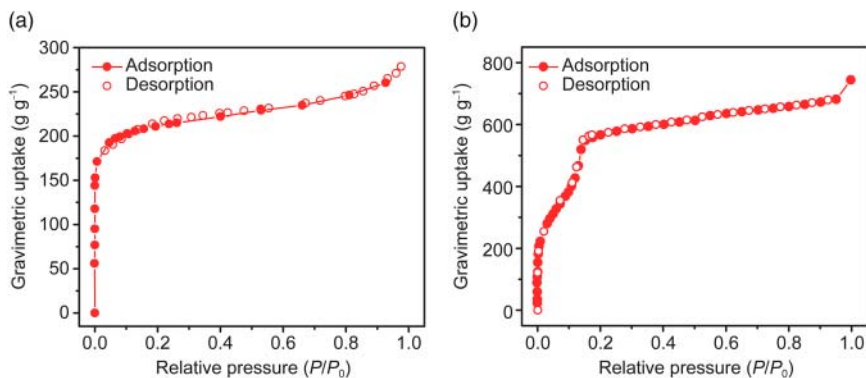 (a)
300
250
200
150
100
50
0
Gravimetric uptake (g g⁻¹)
Adsorption
Desorption
0.0 0.2 0.4 0.6 0.8 1.0
Relative pressure (P/P₀)
(b)
800
600
400
200
0
Gravimetric uptake (g g⁻¹)
Adsorption
Desorption
0.0 0.2 0.4 0.6 0.8 1.0
Relative pressure (P/P₀)